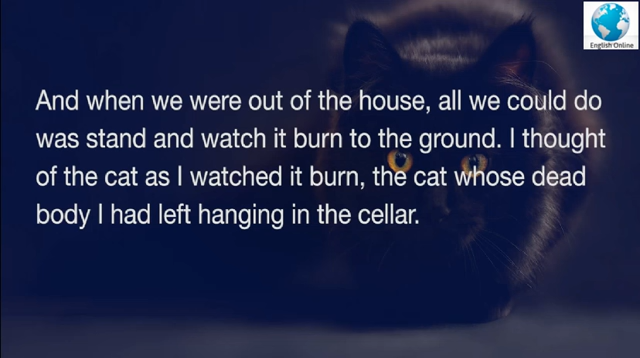 English Online
And when we were out of the house, all we could do
was stand and watch it burn to the ground. I thought
of the cat as I watched it burn, the cat whose dead
body I had left hanging in the cellar.